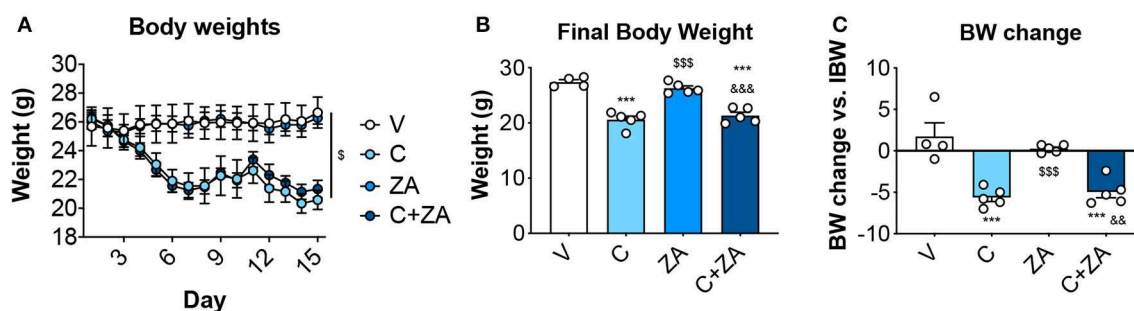 A
Body weights
Weight (g)
30
28
26
24
22
20
18
3
6
9
12
15
Day
$
V
C
ZA
C+ZA
B
Final Body Weight
Weight (g)
30
20
10
0
***
$$$
***
&&&
V
C
ZA
C+ZA
C
BW change
BW change vs. IBW
10
5
0
-5
-10
***
$$$
*** &&
V
C
ZA
C+ZA